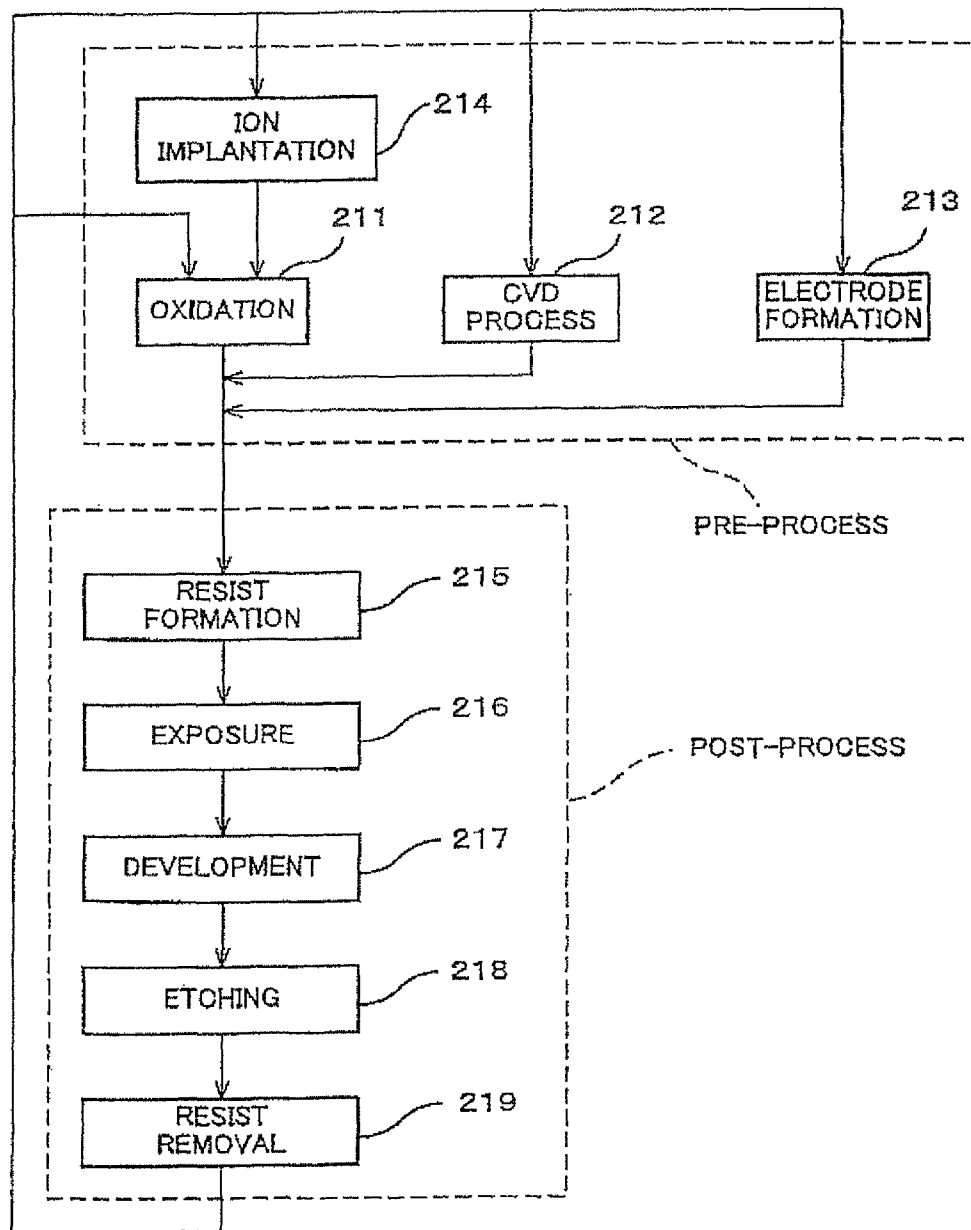 ION
IMPLANTATION
214
211
212
213
OXIDATION
CVD
PROCESS
ELECTRODE
FORMATION
PRE-PROCESS
RESIST
FORMATION
215
EXPOSURE
216
POST-PROCESS
DEVELOPMENT
217
ETCHING
218
RESIST
REMOVAL
219